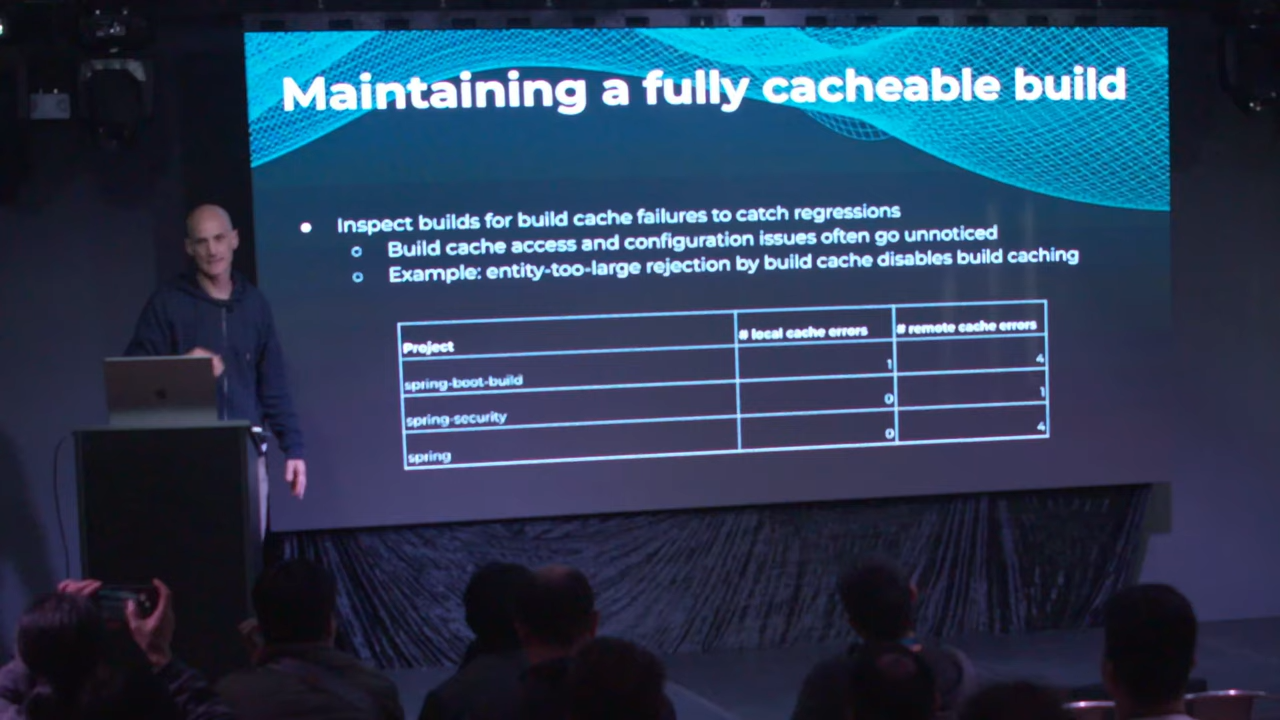 Maintaining a fully cacheable build
● Inspect builds for build cache failures to catch regressions
○ Build cache access and configuration issues often go unnoticed
○ Example: entity-too-large rejection by build cache disables build caching
Project # local cache errors # remote cache errors
spring-boot-build 1 4
spring-security 0 1
spring 0 4